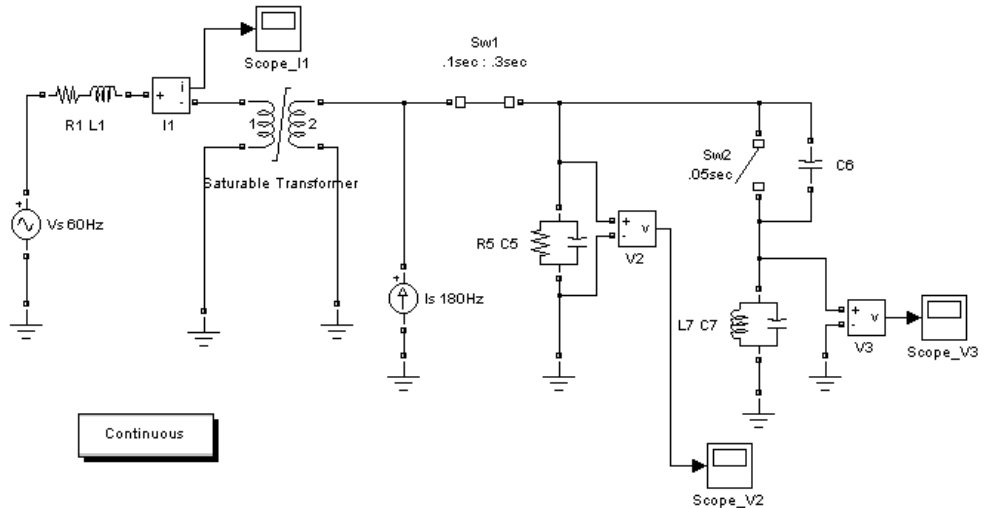 Scope_I1
Sw1
.1sec : .3sec
i
+
-
R1 L1
I1
1
2
Saturable Transformer
Sw2
.05sec
C6
+
Vs 60Hz
R5 C5
+
-
v
V2
+
Is 180Hz
L7 C7
+
-
v
V3
Scope_V3
Continuous
Scope_V2